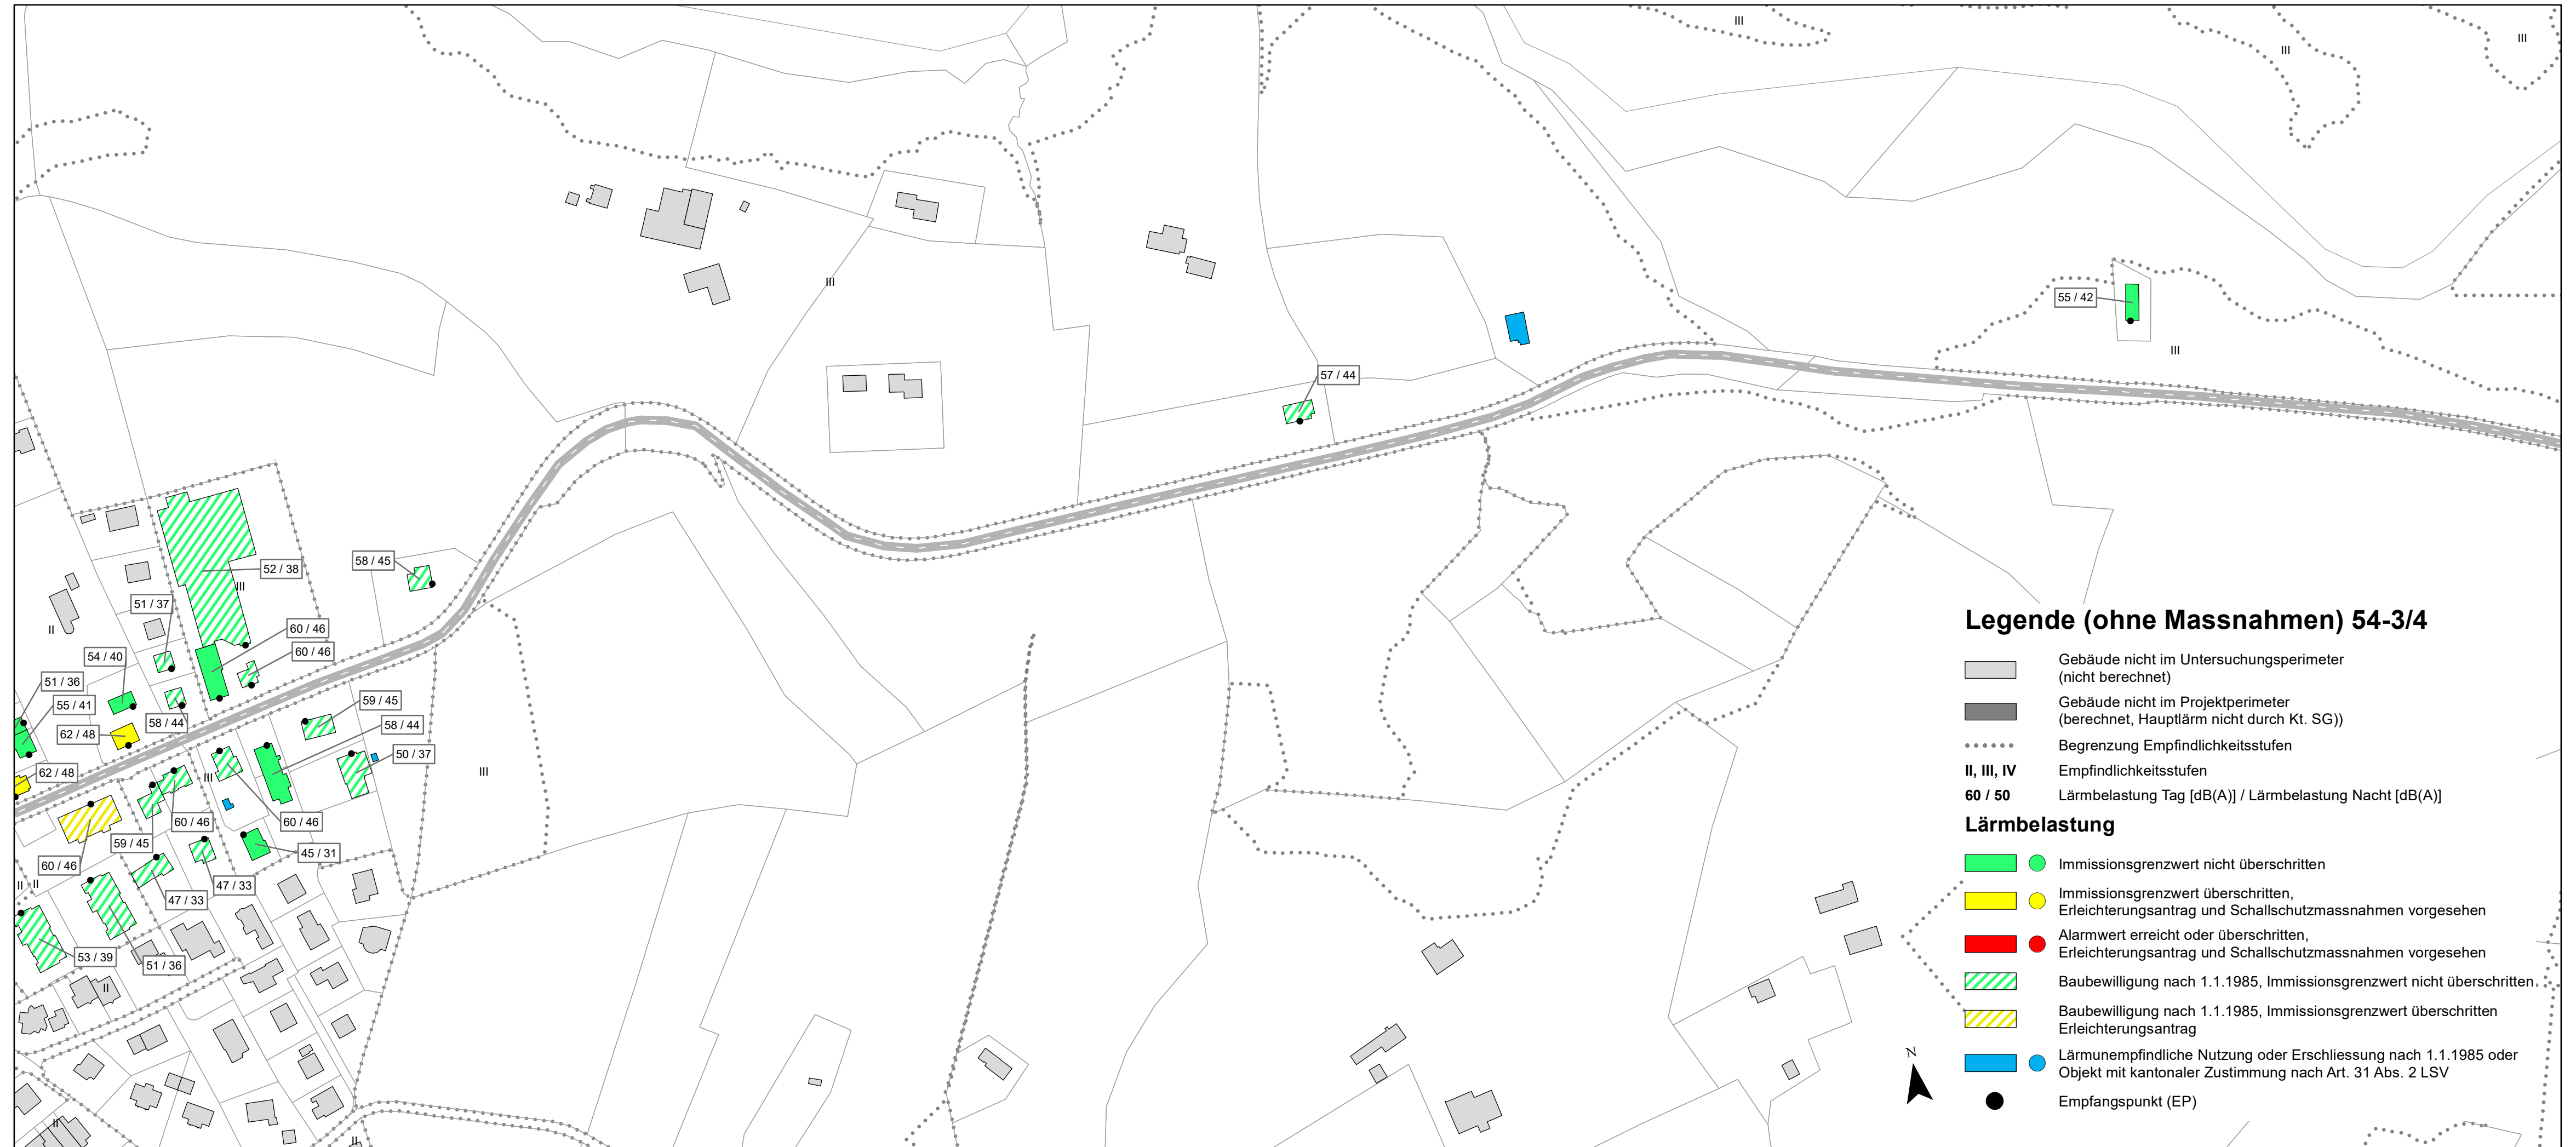 III
III
III
III
55 / 42
III
57 / 44
58 / 45
52 / 38
III
51 / 37
II
60 / 46
60 / 46
54 / 40
51 / 36
55 / 41
59 / 45
58 / 44
58 / 44
62 / 48
50 / 37
62 / 48
III
III
60 / 46
60 / 46
59 / 45
45 / 31
60 / 46
II
II
47 / 33
47 / 33
53 / 39
51 / 36
II
II
II
Legende (ohne Massnahmen) 54-3/4
Gebäude nicht im Untersuchungsperimeter
(nicht berechnet)
Gebäude nicht im Projektperimeter
(berechnet, Hauptlärm nicht durch Kt. SG))
Begrenzung Empfindlichkeitsstufen
II, III, IV Empfindlichkeitsstufen
60 / 50 Lärmbelastung Tag [dB(A)] / Lärmbelastung Nacht [dB(A)]
Lärmbelastung
Immissionsgrenzwert nicht überschritten
Immissionsgrenzwert überschritten,
Erleichterungsantrag und Schallschutzmassnahmen vorgesehen
Alarmwert erreicht oder überschritten,
Erleichterungsantrag und Schallschutzmassnahmen vorgesehen
Baubewilligung nach 1.1.1985, Immissionsgrenzwert nicht überschritten
Baubewilligung nach 1.1.1985, Immissionsgrenzwert überschritten
Erleichterungsantrag
N
Lärmunempfindliche Nutzung oder Erschliessung nach 1.1.1985 oder
Objekt mit kantonaler Zustimmung nach Art. 31 Abs. 2 LSV
Empfangspunkt (EP)